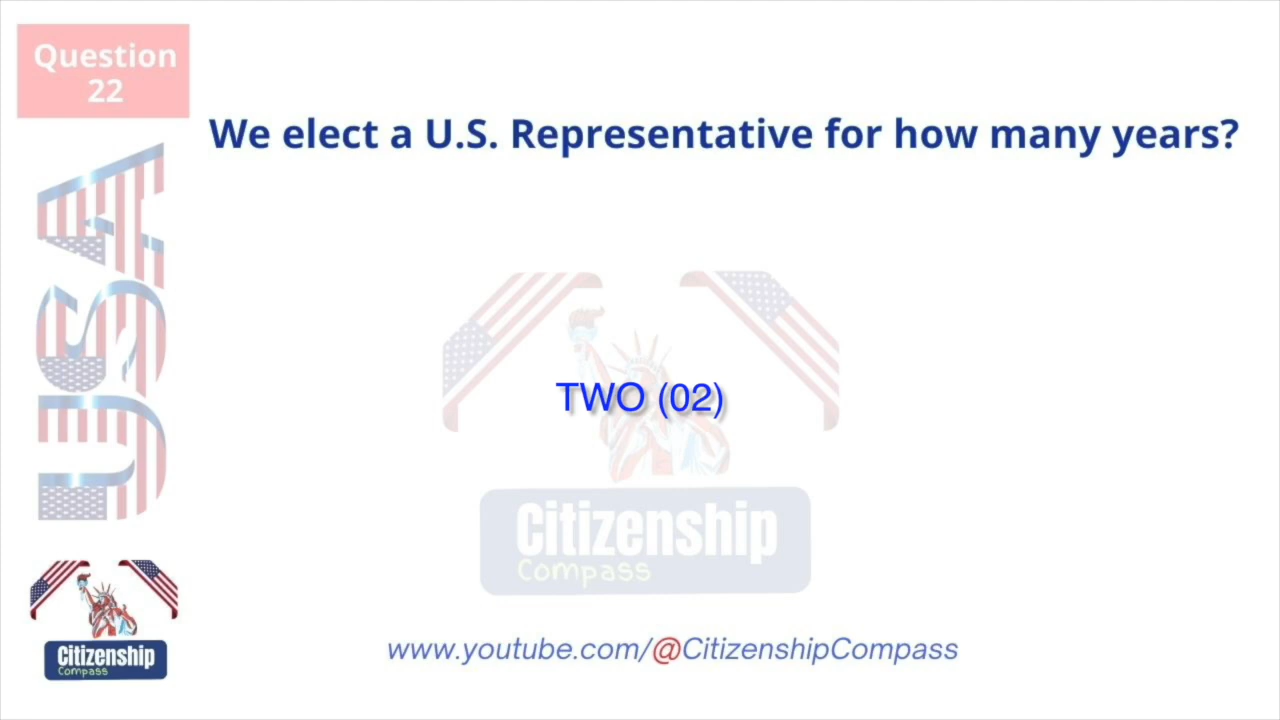 Question
22
We elect a U.S. Representative for how many years?
USA
TWO (02)
Citizenship
Compass
Citizenship
Compass
www.youtube.com/@CitizenshipCompass